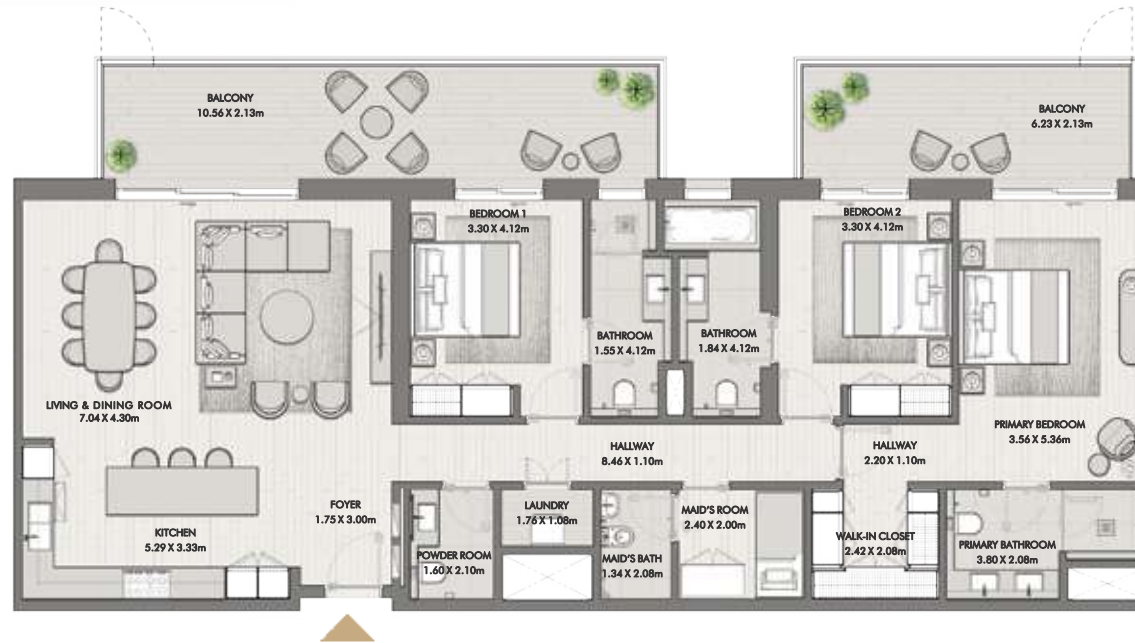 BALCONY
10.56 X 2.13m
BALCONY
6.23 X 2.13m
BEDROOM 1
3.30 X 4.12m
BEDROOM 2
3.30 X 4.12m
BATHROOM
1.55 X 4.12m
BATHROOM
1.84 X 4.12m
LIVING & DINING ROOM
7.04 X 4.30m
PRIMARY BEDROOM
3.56 X 5.36m
HALLWAY
8.46 X 1.10m
HALLWAY
2.20 X 1.10m
FOYER
1.75 X 3.00m
LAUNDRY
1.76 X 1.08m
MAID'S ROOM
2.40 X 2.00m
KITCHEN
5.29 X 3.33m
WALK-IN CLOSET
2.42 X 2.08m
PRIMARY BATHROOM
3.80 X 2.08m
POWDER ROOM
1.60 X 2.10m
MAID'S BATH
1.34 X 2.08m